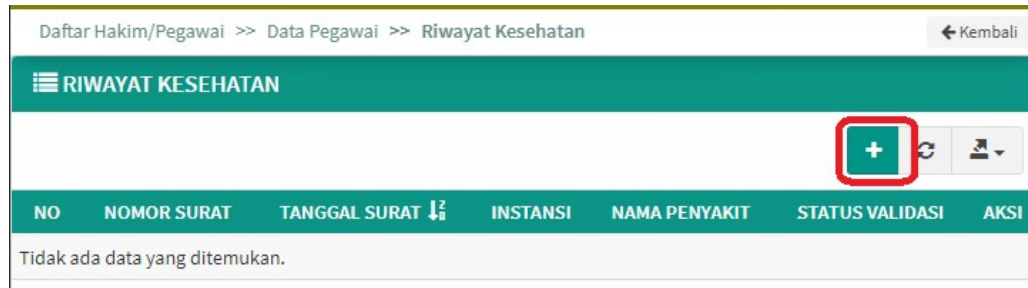 Daftar Hakim/Pegawai >> Data Pegawai >> Riwayat Kesehatan
Kembali
RIWAYAT KESEHATAN
+
NO NOMOR SURAT TANGGAL SURAT INSTANSI NAMA PENYAKIT STATUS VALIDASI AKSI
Tidak ada data yang ditemukan.